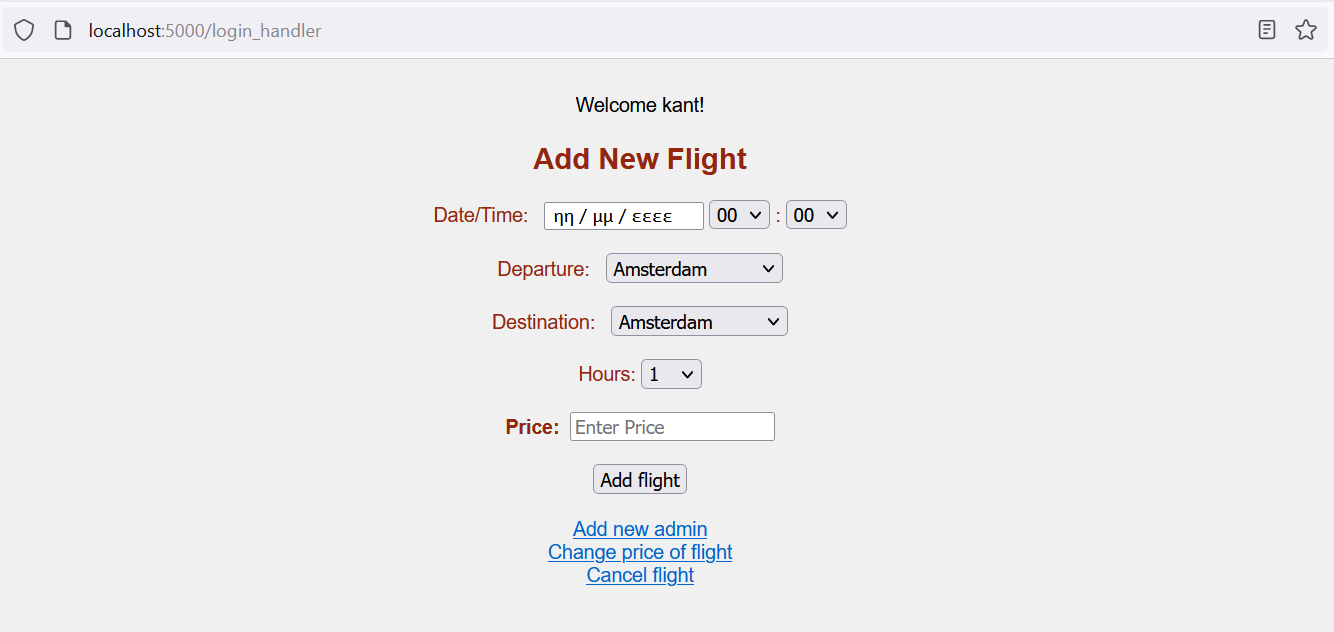 localhost:5000/login_handler
Welcome kant!
Add New Flight
Date/Time: ηη / μμ / εεεε 00 : 00
Departure: Amsterdam
Destination: Amsterdam
Hours: 1
Price: Enter Price
Add flight
Add new admin
Change price of flight
Cancel flight